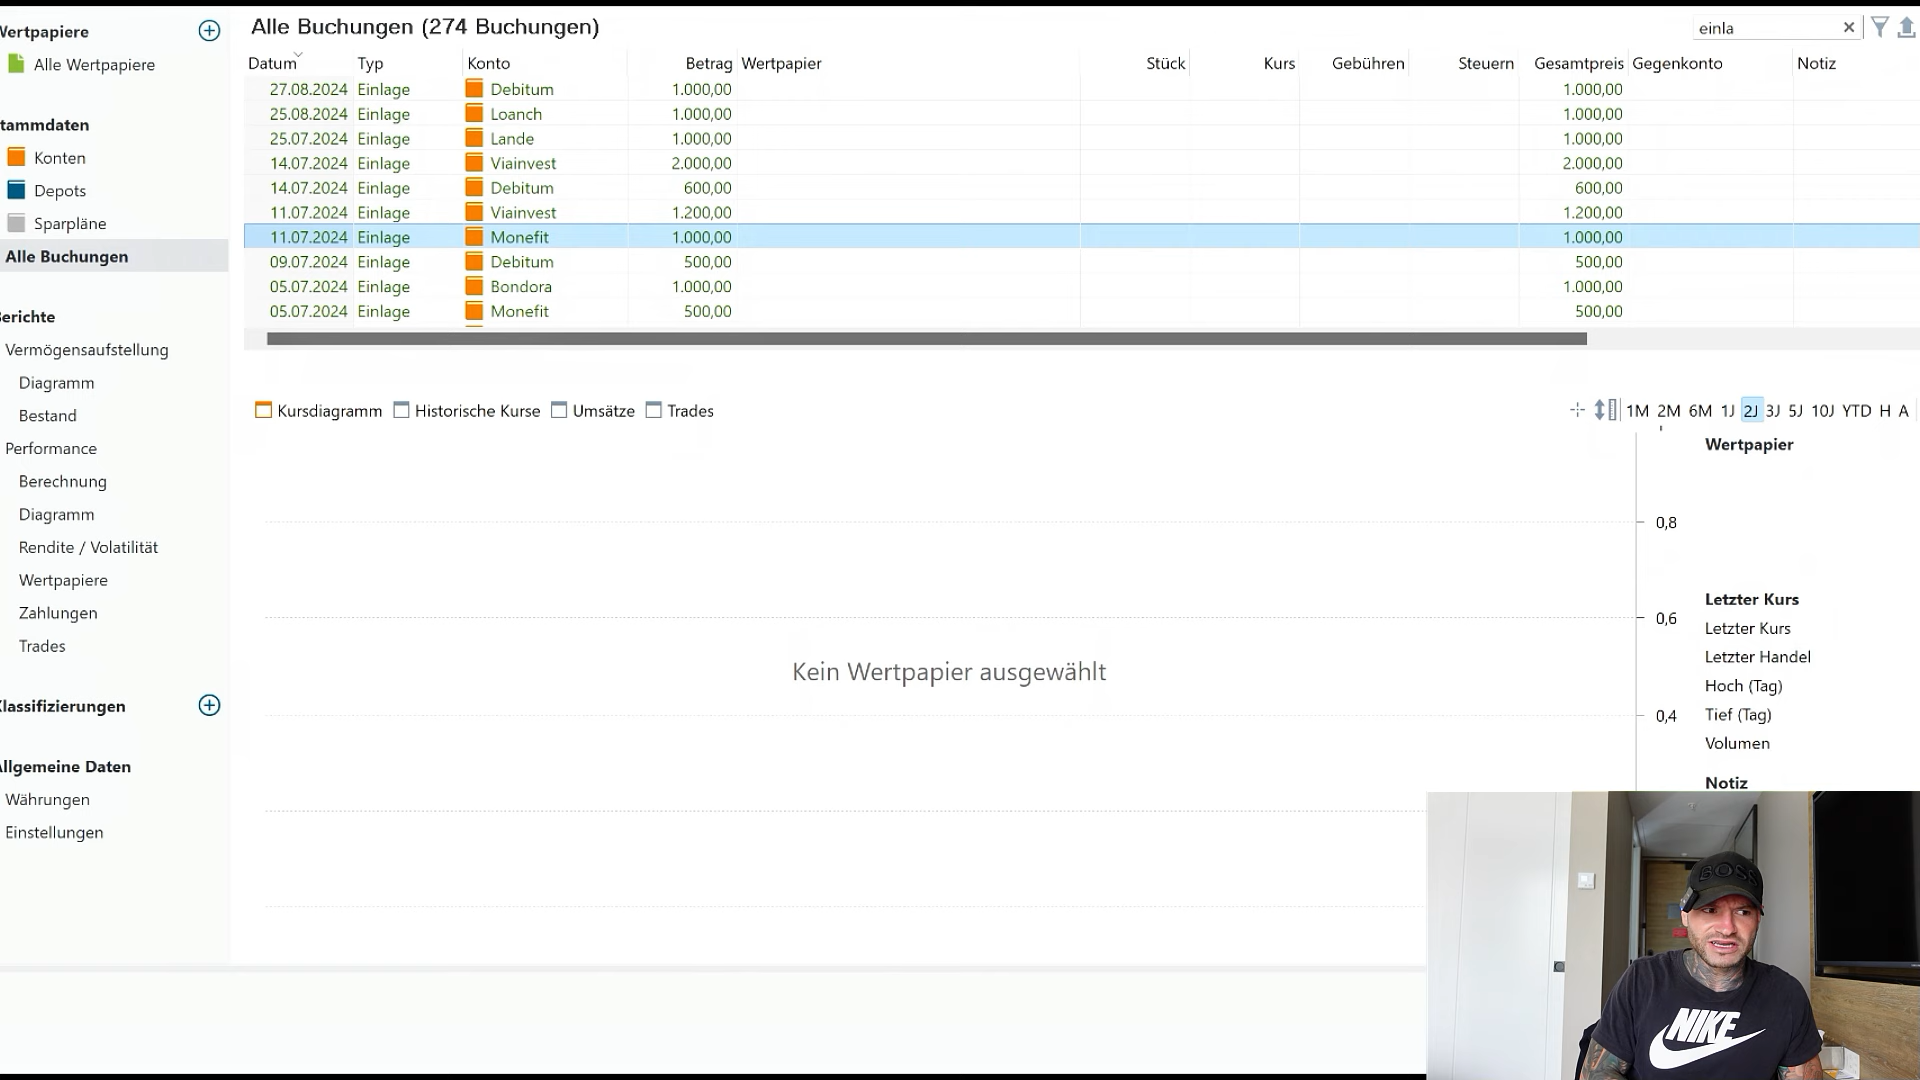 Wertpapiere
Alle Wertpapiere
Stammdaten
Konten
Depots
Sparpläne
Alle Buchungen
Berichte
Vermögensaufstellung
Diagramm
Bestand
Performance
Berechnung
Diagramm
Rendite / Volatilität
Wertpapiere
Zahlungen
Trades
Klassifizierungen
Allgemeine Daten
Währungen
Einstellungen
Alle Buchungen (274 Buchungen)
einla
Datum Typ Konto Betrag Wertpapier Stück Kurs Gebühren Steuern Gesamtpreis Gegenkonto Notiz
27.08.2024 Einlage Debitum 1.000,00 1.000,00
25.08.2024 Einlage Loanch 1.000,00 1.000,00
25.07.2024 Einlage Lande 1.000,00 1.000,00
14.07.2024 Einlage Viainvest 2.000,00 2.000,00
14.07.2024 Einlage Debitum 600,00 600,00
11.07.2024 Einlage Viainvest 1.200,00 1.200,00
11.07.2024 Einlage Monefit 1.000,00 1.000,00
09.07.2024 Einlage Debitum 500,00 500,00
05.07.2024 Einlage Bondora 1.000,00 1.000,00
05.07.2024 Einlage Monefit 500,00 500,00
Kursdiagramm Historische Kurse Umsätze Trades
1M 2M 6M 1J 2J 3J 5J 10J YTD H A
0,8
0,6
0,4
Kein Wertpapier ausgewählt
Wertpapier
Letzter Kurs
Letzter Kurs
Letzter Handel
Hoch (Tag)
Tief (Tag)
Volumen
Notiz
BOSS
NIKE